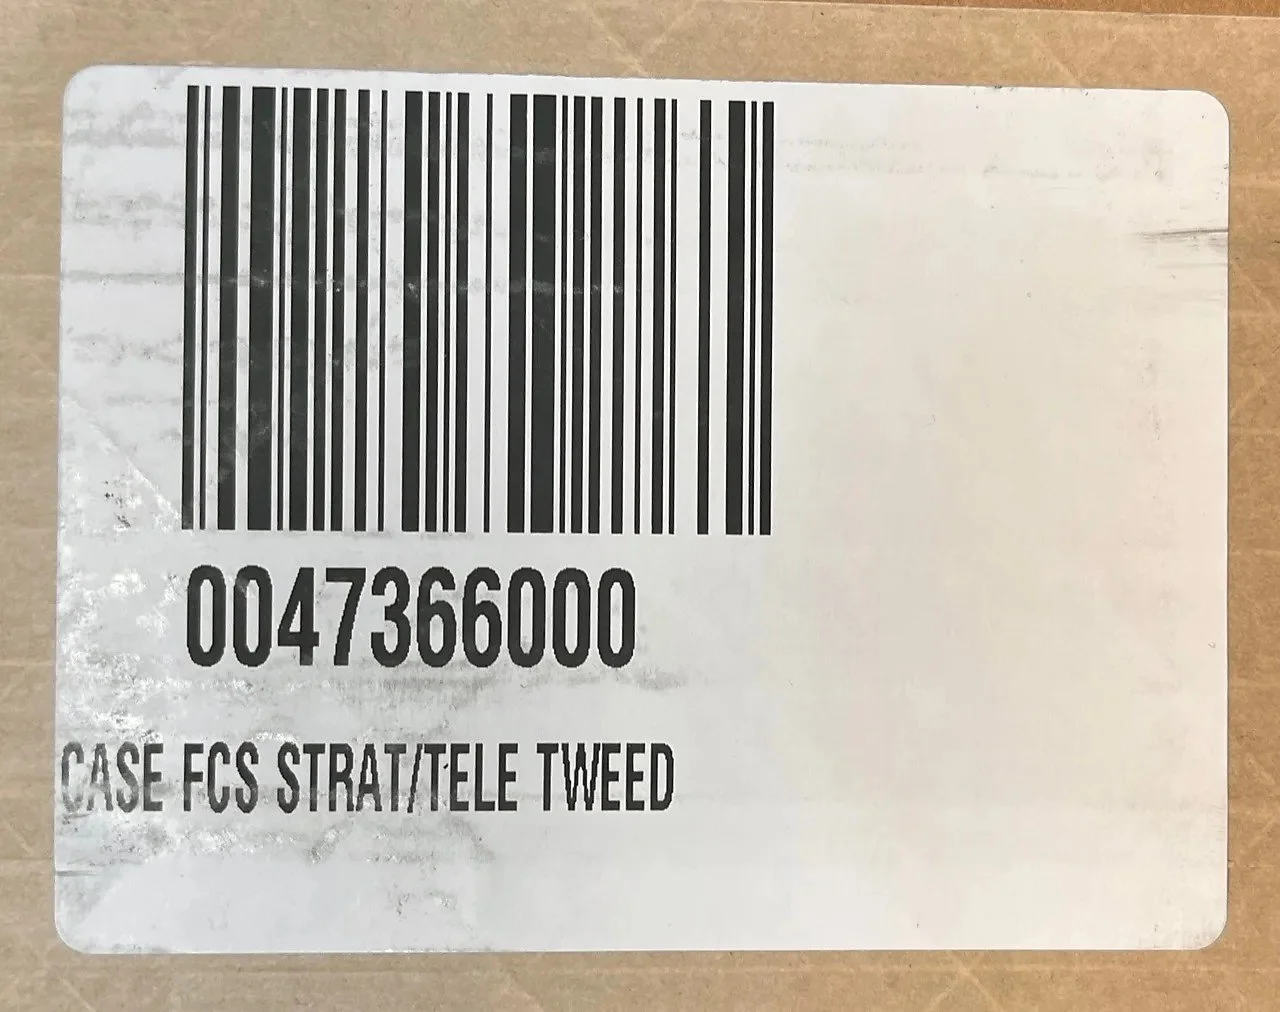 0047366000
CASE FCS STRAT/TELE TWEED